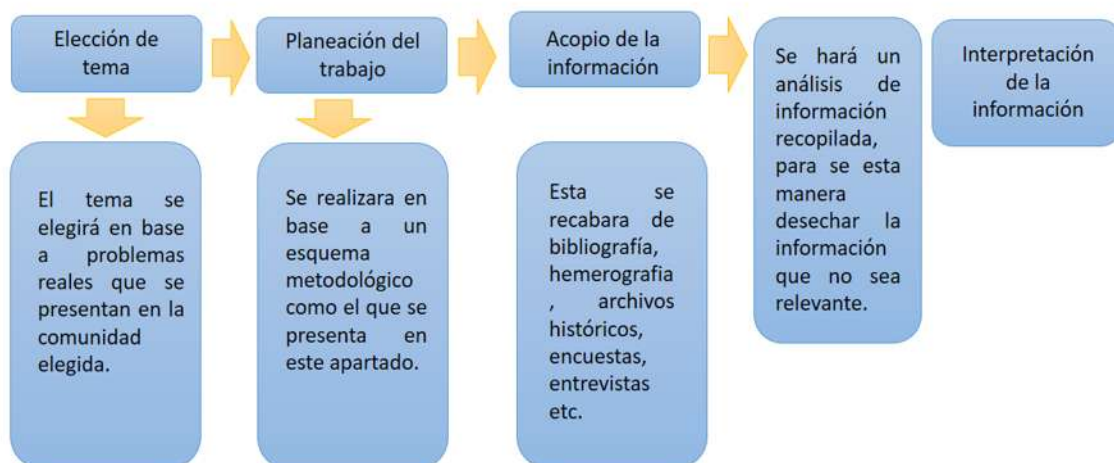 Elección de
tema
Planeación del
trabajo
Acopio de la
información
Se hará un
análisis de
información
recopilada,
para se esta
manera
desechar la
información
que no sea
relevante.
Interpretación
de la
información
El tema se
elegirá en base
a problemas
reales que se
presentan en la
comunidad
elegida.
Se realizara en
base a un
esquema
metodológico
como el que se
presenta en
este apartado.
Esta se
recabara de
bibliografía,
hemerografia
, archivos
históricos,
encuestas,
entrevistas
etc.